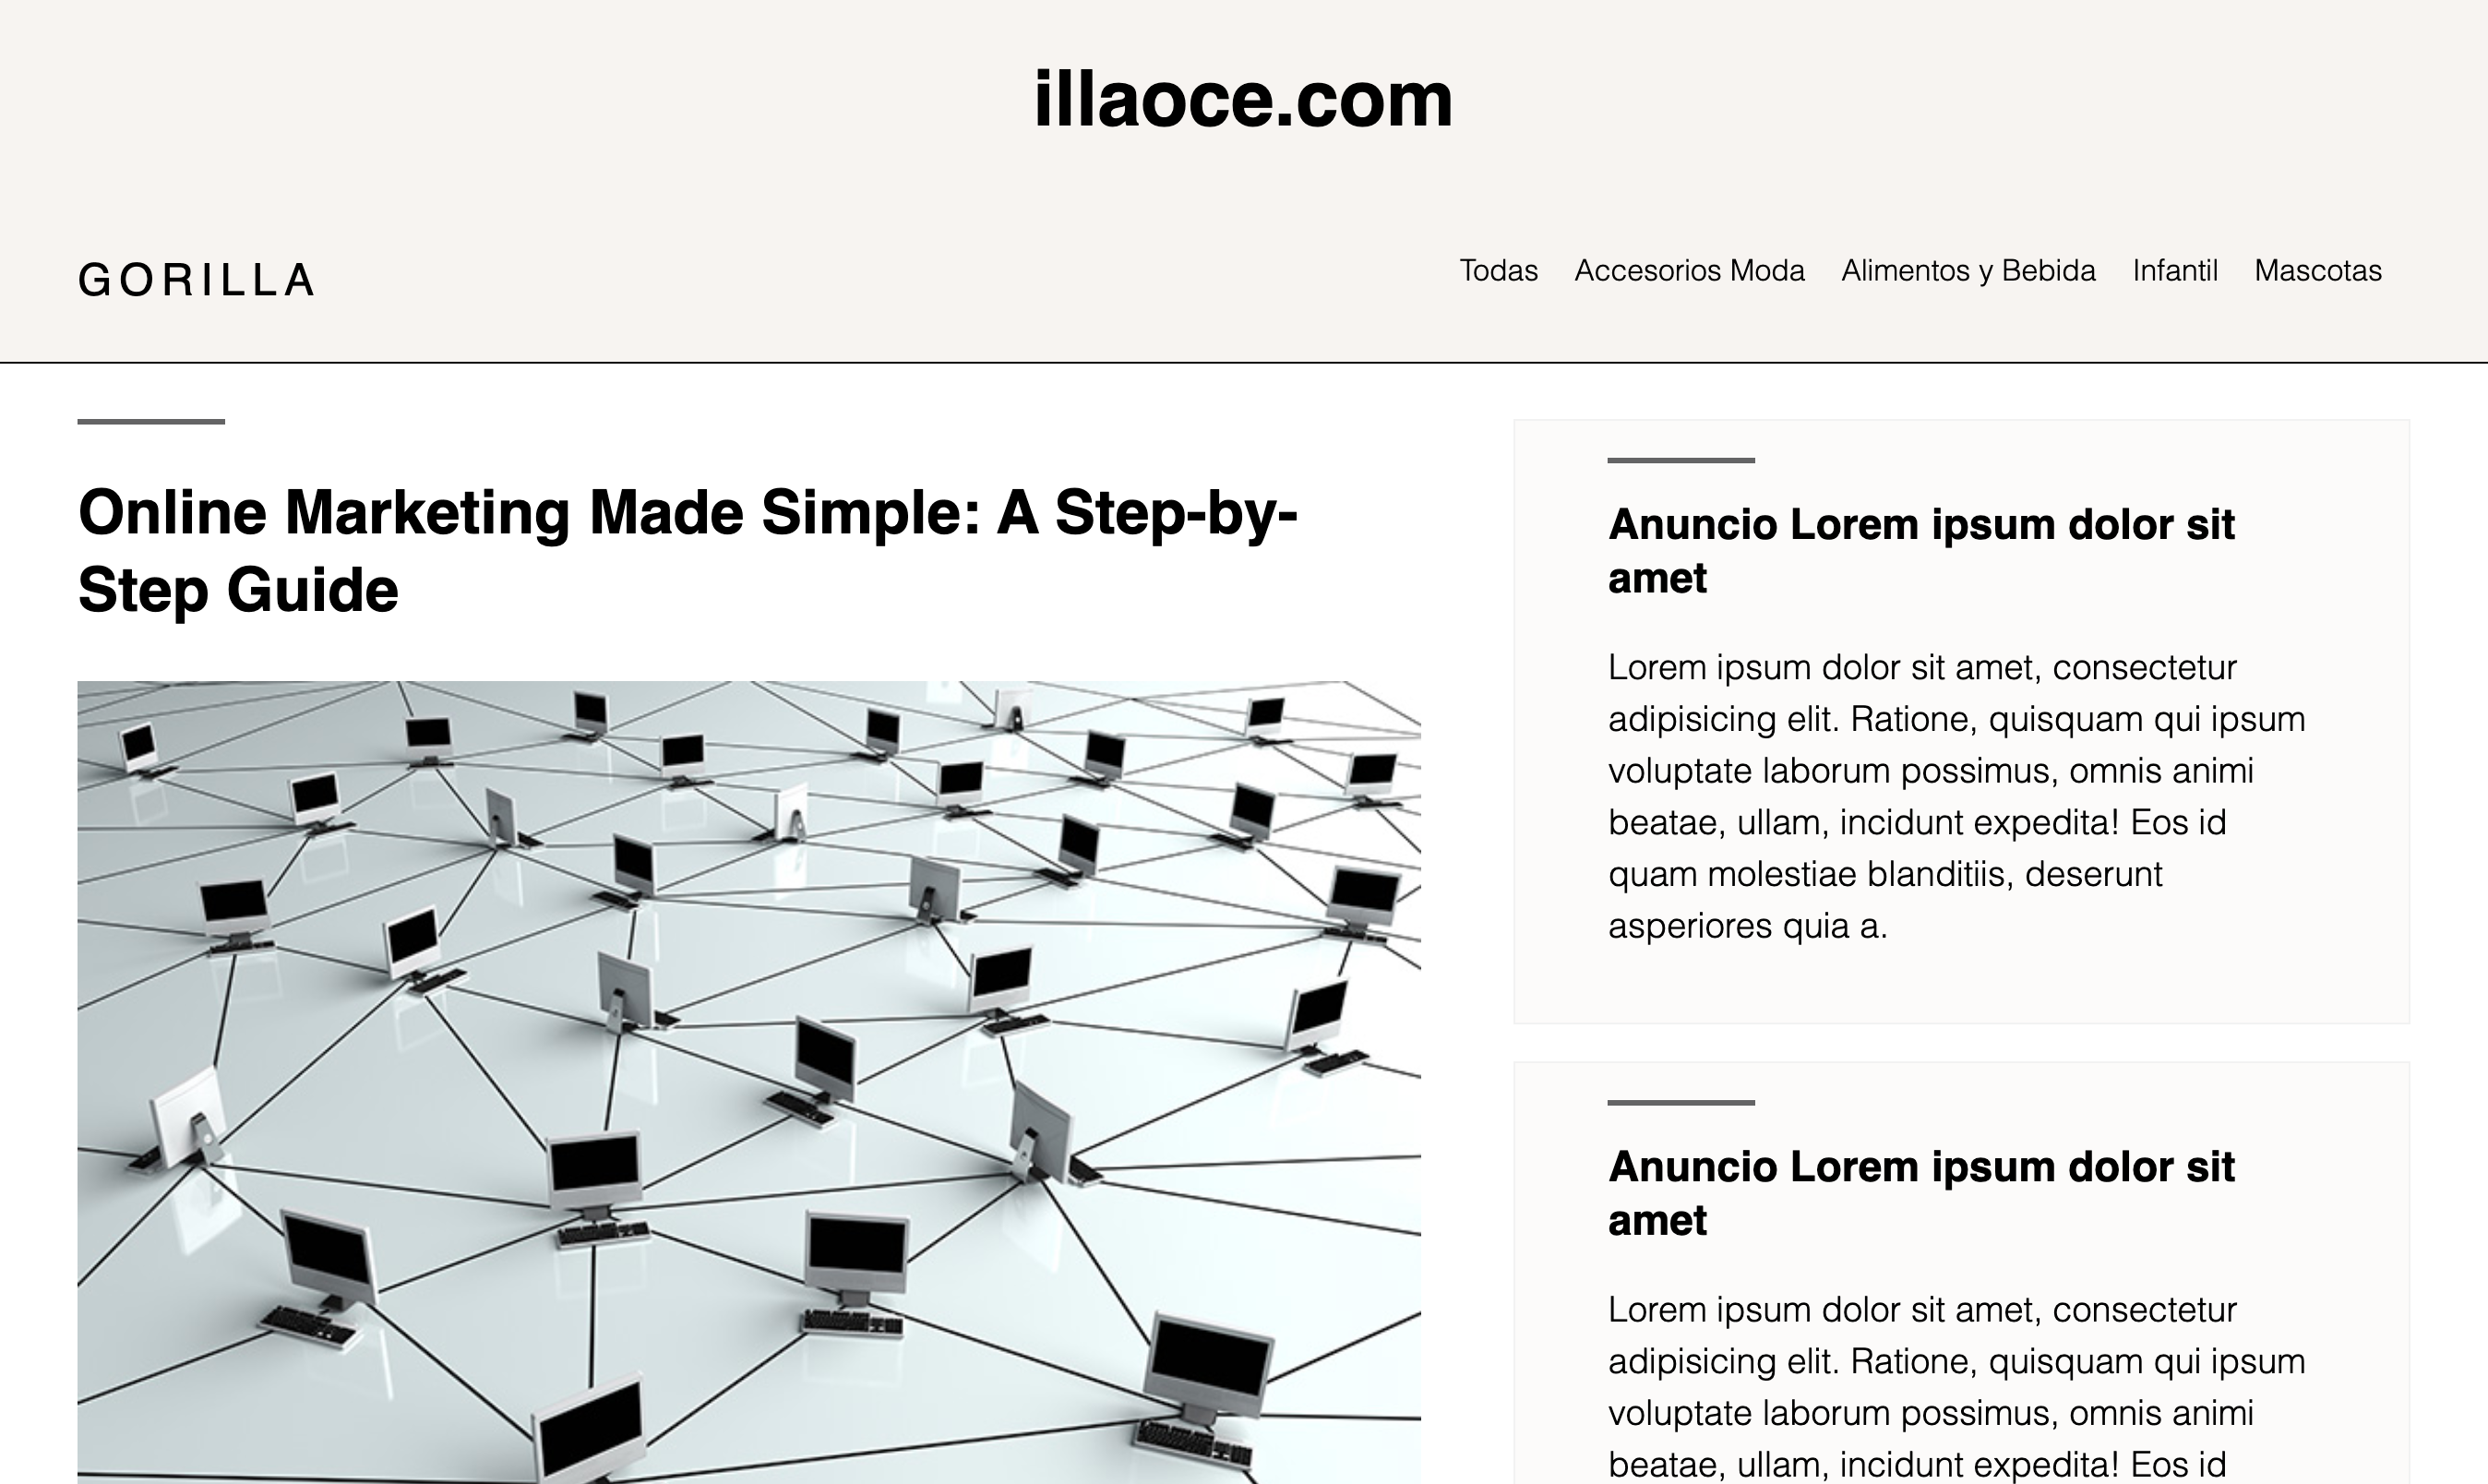 illaoce.com
GORILLA
Todas Accesorios Moda Alimentos y Bebida Infantil Mascotas
Online Marketing Made Simple: A Step-by-
Step Guide
Anuncio Lorem ipsum dolor sit
amet
Lorem ipsum dolor sit amet, consectetur
adipisicing elit. Ratione, quisquam qui ipsum
voluptate laborum possimus, omnis animi
beatae, ullam, incidunt expedita! Eos id
quam molestiae blanditiis, deserunt
asperiores quia a.
Anuncio Lorem ipsum dolor sit
amet
Lorem ipsum dolor sit amet, consectetur
adipisicing elit. Ratione, quisquam qui ipsum
voluptate laborum possimus, omnis animi
beatae, ullam, incidunt expedita! Eos id